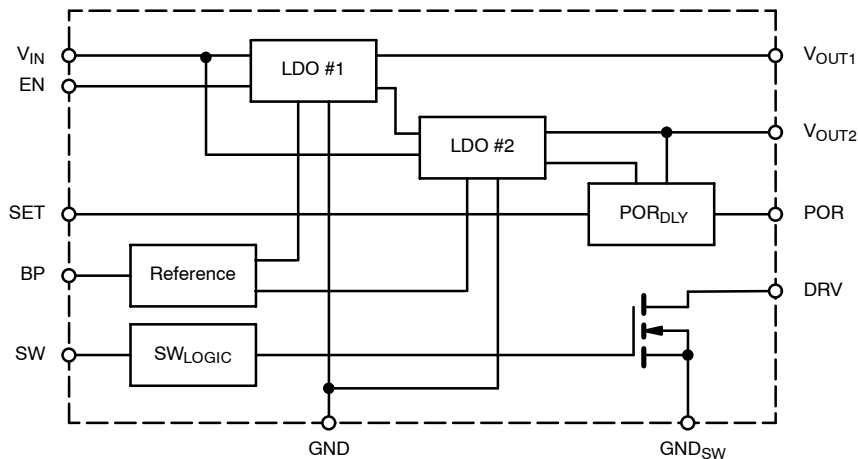 VIN
LDO #1
VOUT1
EN
LDO #2
VOUT2
SET
PORDLY
POR
BP
Reference
DRV
SW
SWLOGIC
GND
GNDSW